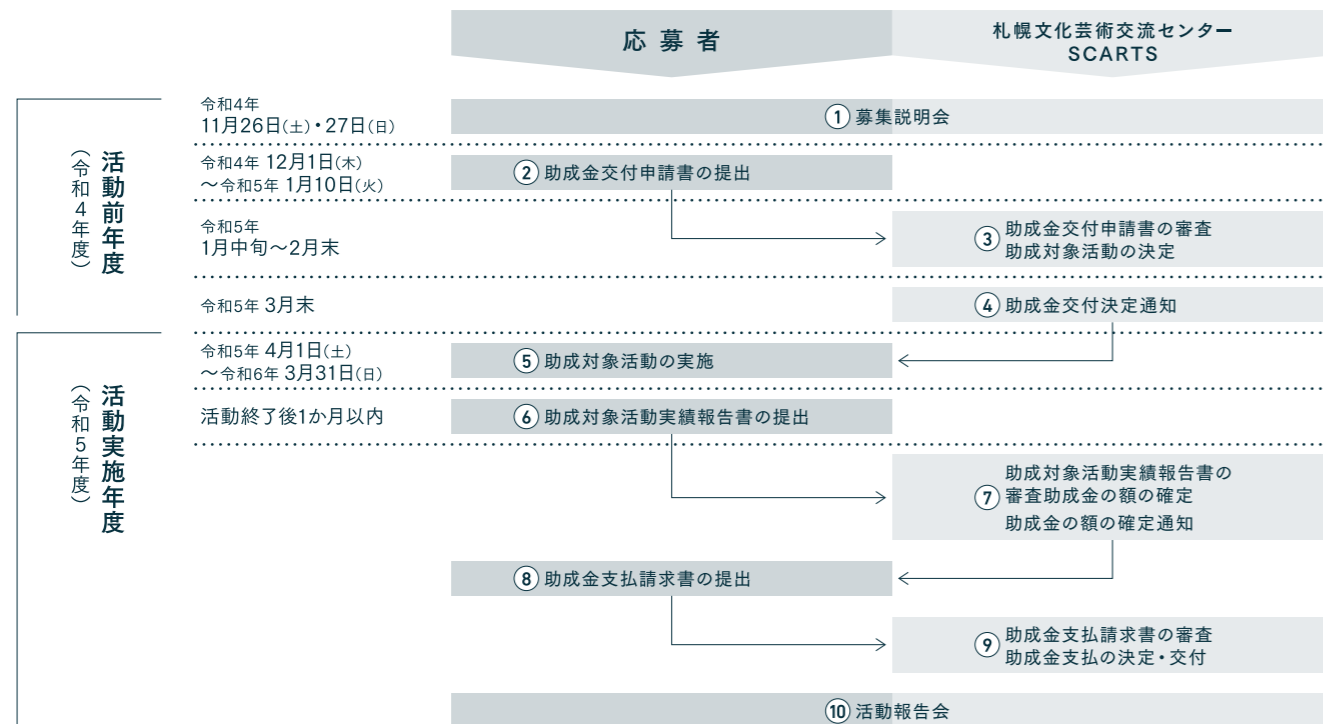 応募者
札幌文化芸術交流センター
SCARTS
活動前年度
（令和4年度）
令和4年
11月26日(土)・27日(日)
① 募集説明会
令和4年 12月1日(木)
～令和5年 1月10日(火)
② 助成金交付申請書の提出
令和5年
1月中旬～2月末
③ 助成金交付申請書の審査
助成対象活動の決定
令和5年 3月末
④ 助成金交付決定通知
活動実施年度
（令和5年度）
令和5年 4月1日(土)
～令和6年 3月31日(日)
⑤ 助成対象活動の実施
活動終了後1か月以内
⑥ 助成対象活動実績報告書の提出
助成対象活動実績報告書の
⑦ 審査助成金の額の確定
助成金の額の確定通知
⑧ 助成金支払請求書の提出
⑨ 助成金支払請求書の審査
助成金支払の決定・交付
⑩ 活動報告会